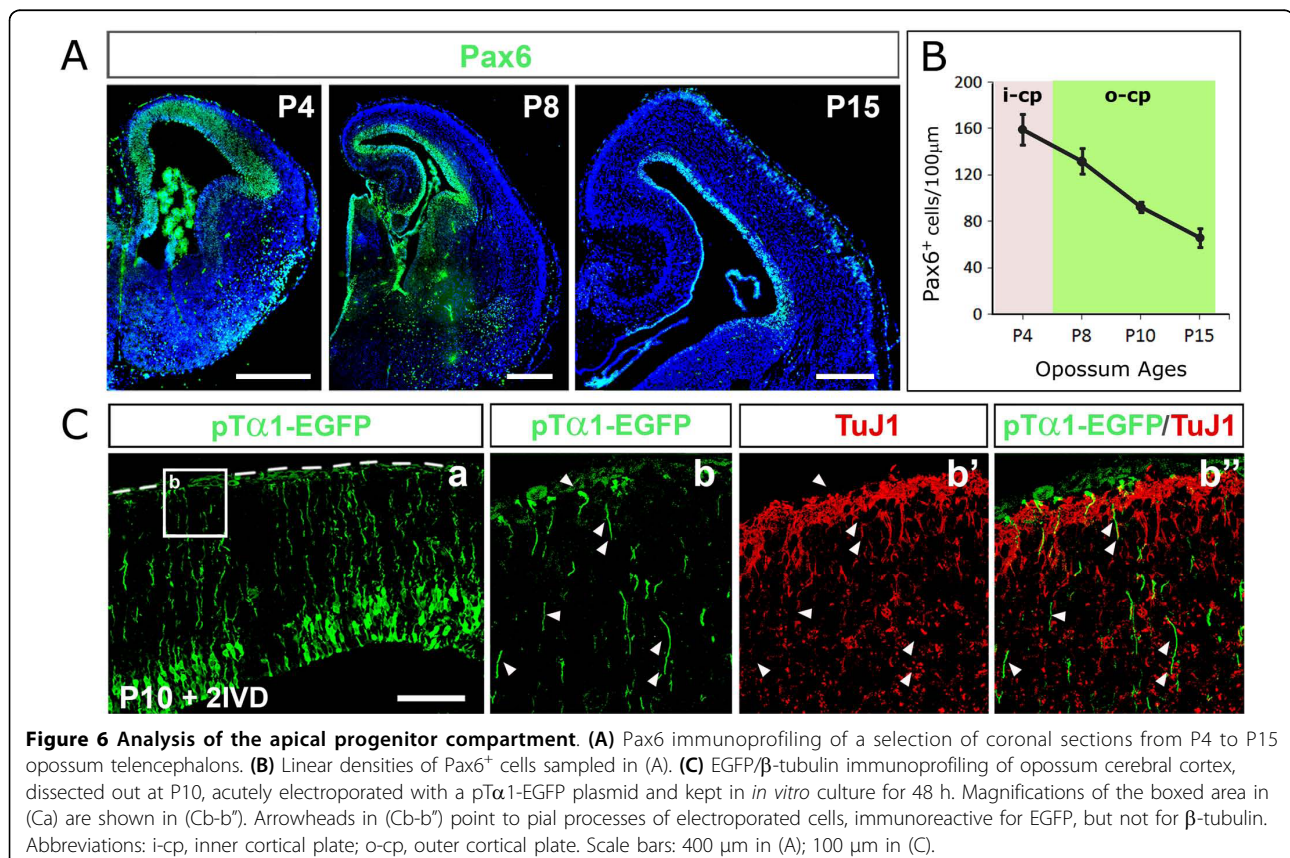 A
Pax6
P4
P8
P15
B
i-cp
o-cp
Pax6⁺ cells/100µm
200
160
120
80
40
0
P4
P8
P10
P15
Opossum Ages
C
pTα1-EGFP
pTα1-EGFP
TuJ1
pTα1-EGFP/TuJ1
b
a
b
b'
b''
P10 + 2IVD
Figure 6 Analysis of the apical progenitor compartment. (A) Pax6 immunoprofiling of a selection of coronal sections from P4 to P15
opossum telencephalons. (B) Linear densities of Pax6⁺ cells sampled in (A). (C) EGFP/β-tubulin immunoprofiling of opossum cerebral cortex,
dissected out at P10, acutely electroporated with a pTα1-EGFP plasmid and kept in in vitro culture for 48 h. Magnifications of the boxed area in
(Ca) are shown in (Cb-b''). Arrowheads in (Cb-b'') point to pial processes of electroporated cells, immunoreactive for EGFP, but not for β-tubulin.
Abbreviations: i-cp, inner cortical plate; o-cp, outer cortical plate. Scale bars: 400 µm in (A); 100 µm in (C).